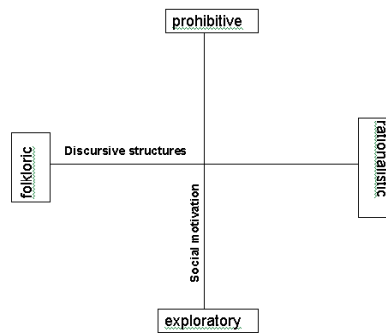 prohibitive
folkloric
Discursive structures
rationalistic
Social motivation
exploratory